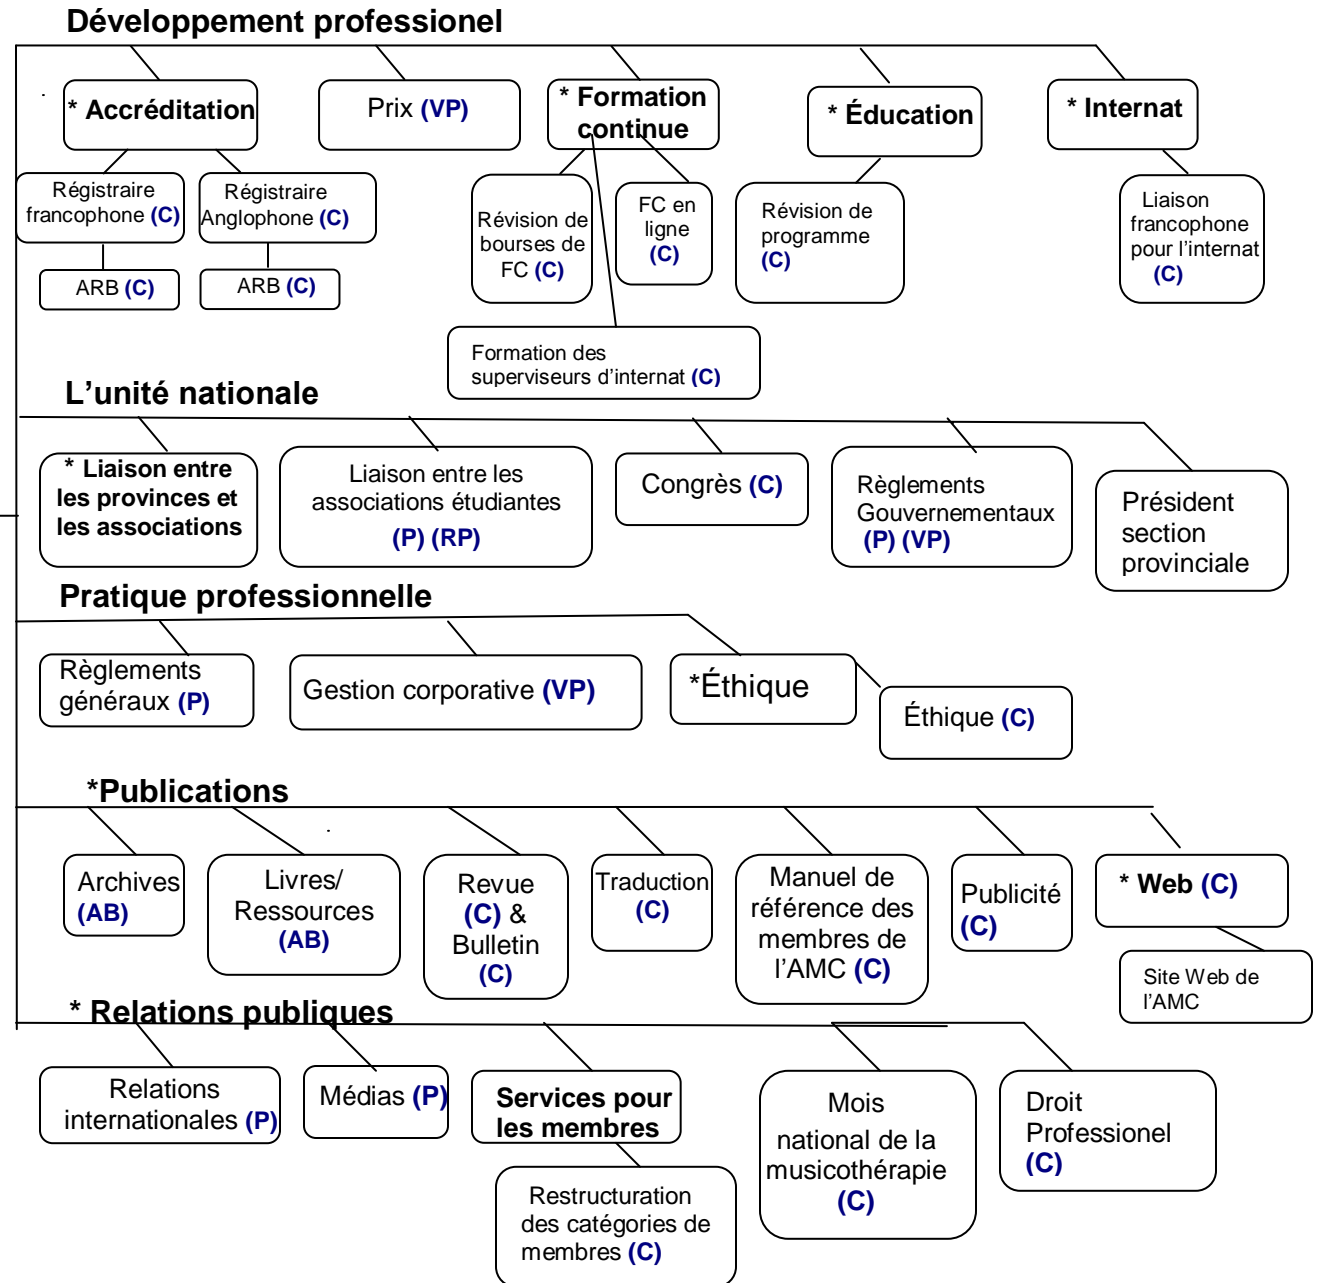 Développement professionel
* Accréditation
Prix (VP)
* Formation
continue
* Éducation
* Internat
Régistraire
francophone (C)
Régistraire
Anglophone (C)
ARB (C)
ARB (C)
Révision de
bourses de
FC (C)
FC en
ligne
(C)
Révision de
programme
(C)
Liaison
francophone
pour l'internat
(C)
Formation des
superviseurs d'internat (C)
L'unité nationale
* Liaison entre
les provinces et
les associations
Liaison entre les
associations étudiantes
(P) (RP)
Congrès (C)
Règlements
Gouvernementaux
(P) (VP)
Président
section
provinciale
Pratique professionnelle
Règlements
généraux (P)
Gestion corporative (VP)
*Éthique
Éthique (C)
*Publications
Archives
(AB)
Livres/
Ressources
(AB)
Revue
(C) &
Bulletin
(C)
Traduction
(C)
Manuel de
référence des
membres de
l'AMC (C)
Publicité
(C)
* Web (C)
Site Web de
l'AMC
* Relations publiques
Relations
internationales (P)
Médias (P)
Services pour
les membres
Restructuration
des catégories de
membres (C)
Mois
national de la
musicothérapie
(C)
Droit
Professionel
(C)